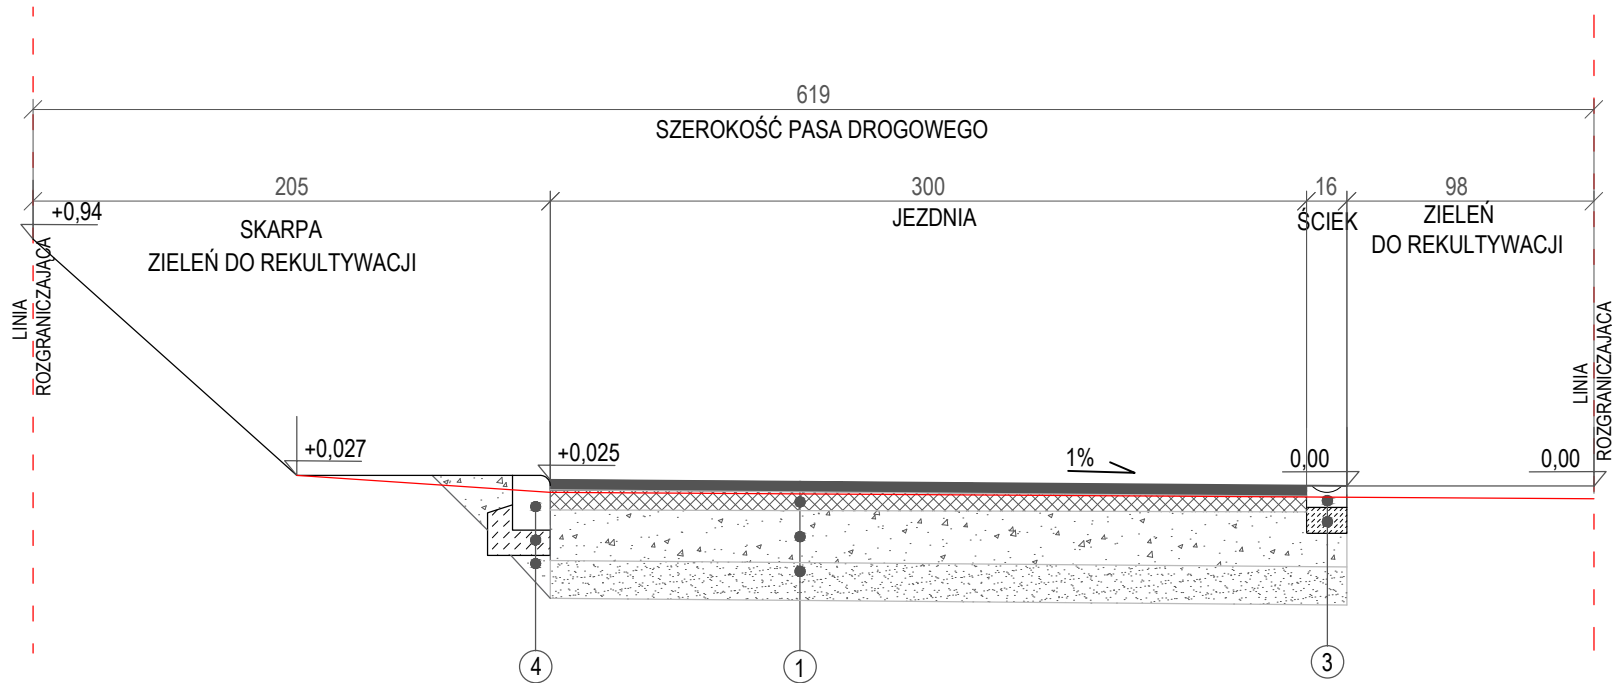 619
SZEROKOŚĆ PASA DROGOWEGO
205
300
16
98
+0,94
SKARPA
ZIELEŃ DO REKULTYWACJI
JEZDNIA
ŚCIEK
ZIELEŃ
DO REKULTYWACJI
LINIA
ROZGRANICZAJĄCA
LINIA
ROZGRANICZAJACA
+0,027
+0,025
1%
0,00
0,00
4
1
3